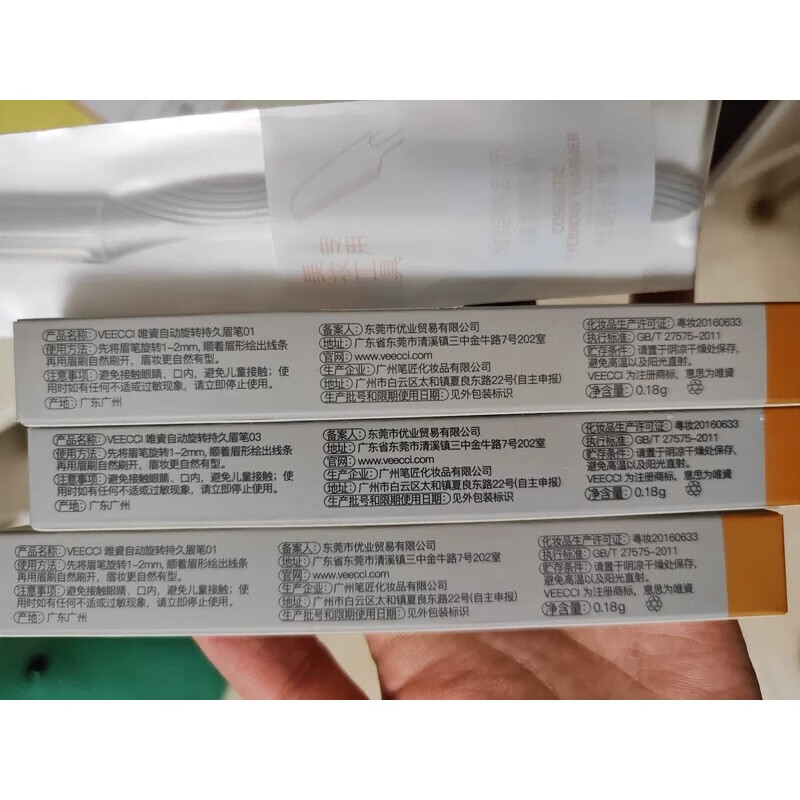 美妆
专用
工具
COSMETIC
EYEBROW TRIMMER
产品名称: VEECCI 唯資自动旋转持久眉笔01
使用方法: 先将眉笔旋转1-2mm, 顺着眉形绘出线条
再用眉刷自然刷开，眉妆更自然有型。
注意事项: 避免接触眼睛、口内，避免儿童接触；使
用时如有任何不适或过敏现象，请立即停止使用。
产地: 广东广州
备案人: 东莞市优业贸易有限公司
地址: 广东省东莞市清溪镇三中金牛路7号202室
官网: www.veecci.com
生产企业: 广州笔匠化妆品有限公司
地址: 广州市白云区太和镇夏良东路22号(自主申报)
生产批号和限期使用日期: 见外包装标识
化妆品生产许可证: 粤妆20160633
执行标准: GB/T 27575-2011
贮存条件: 请置于阴凉干燥处保存，
避免高温以及阳光直射。
VEECCI 为注册商标，意思为唯資
净含量: 0.18g
产品名称: VEECCI 唯資自动旋转持久眉笔03
使用方法: 先将眉笔旋转1-2mm, 顺着眉形绘出线条
再用眉刷自然刷开，眉妆更自然有型。
注意事项: 避免接触眼睛、口内，避免儿童接触；使
用时如有任何不适或过敏现象，请立即停止使用。
产地: 广东广州
备案人: 东莞市优业贸易有限公司
地址: 广东省东莞市清溪镇三中金牛路7号202室
官网: www.veecci.com
生产企业: 广州笔匠化妆品有限公司
地址: 广州市白云区太和镇夏良东路22号(自主申报)
生产批号和限期使用日期: 见外包装标识
化妆品生产许可证: 粤妆20160633
执行标准: GB/T 27575-2011
贮存条件: 请置于阴凉干燥处保存，
避免高温以及阳光直射。
VEECCI 为注册商标，意思为唯資
净含量: 0.18g
产品名称: VEECCI 唯資自动旋转持久眉笔01
使用方法: 先将眉笔旋转1-2mm, 顺着眉形绘出线条
再用眉刷自然刷开，眉妆更自然有型。
注意事项: 避免接触眼睛、口内，避免儿童接触；使
用时如有任何不适或过敏现象，请立即停止使用。
产地: 广东广州
备案人: 东莞市优业贸易有限公司
地址: 广东省东莞市清溪镇三中金牛路7号202室
官网: www.veecci.com
生产企业: 广州笔匠化妆品有限公司
地址: 广州市白云区太和镇夏良东路22号(自主申报)
生产批号和限期使用日期: 见外包装标识
化妆品生产许可证: 粤妆20160633
执行标准: GB/T 27575-2011
贮存条件: 请置于阴凉干燥处保存，
避免高温以及阳光直射。
VEECCI 为注册商标，意思为唯資
净含量: 0.18g